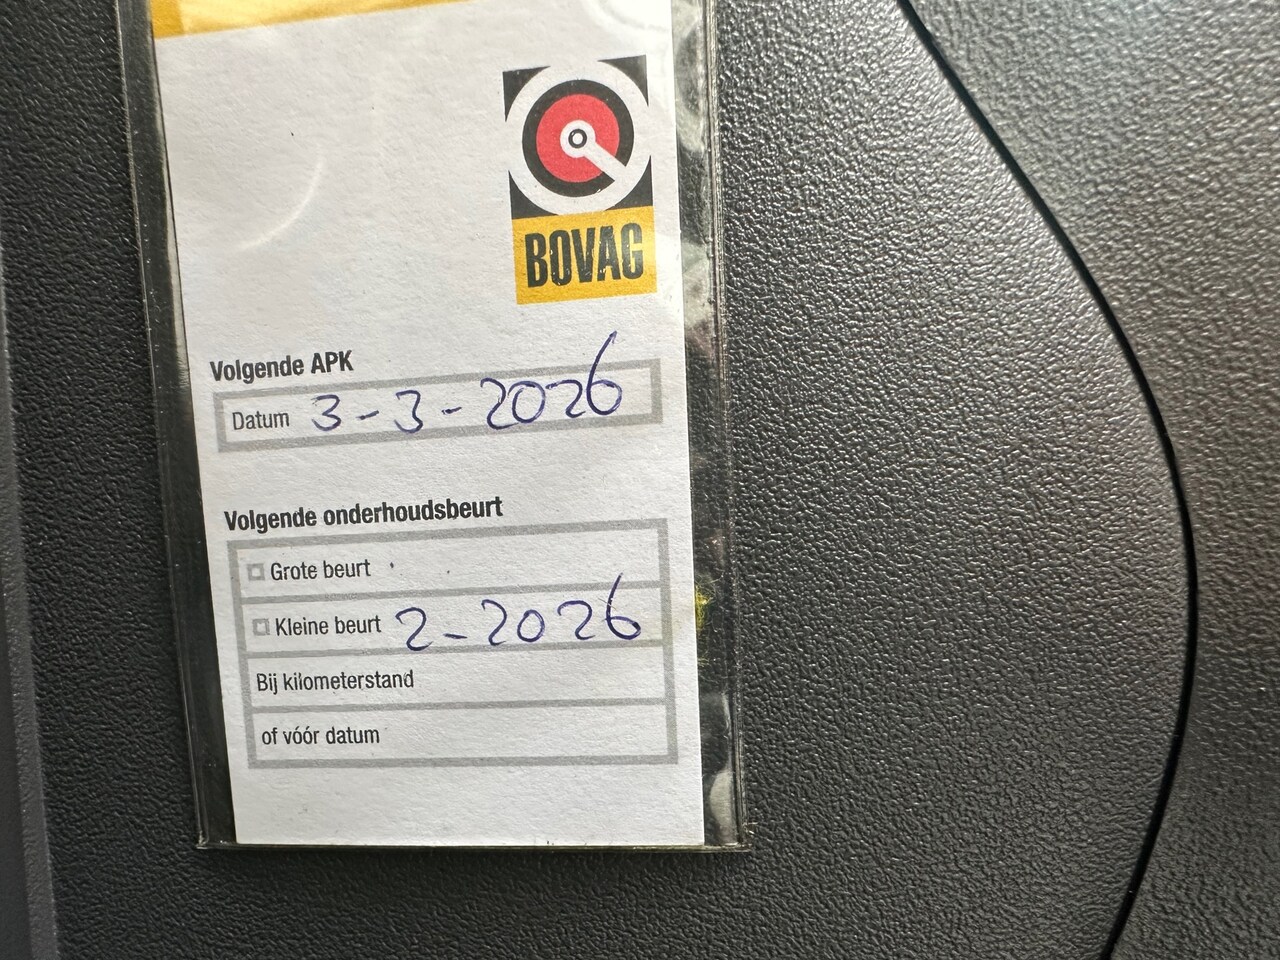 BOVAG
Volgende APK
Datum 3-3-2026
Volgende onderhoudsbeurt
Grote beurt
Kleine beurt 2-2026
Bij kilometerstand
of vóór datum